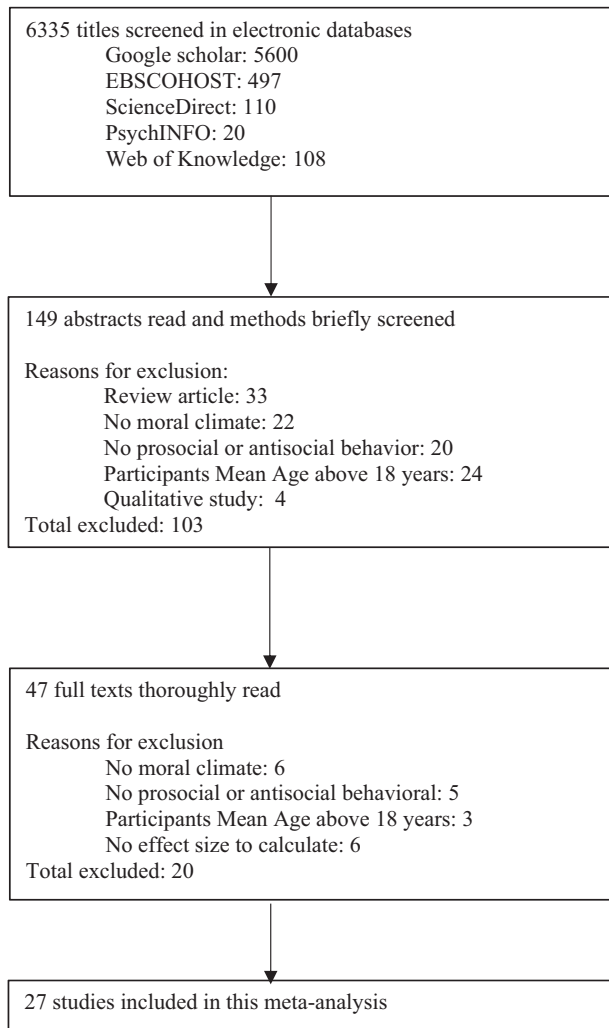 6335 titles screened in electronic databases
Google scholar: 5600
EBSCOHOST: 497
ScienceDirect: 110
PsychINFO: 20
Web of Knowledge: 108
149 abstracts read and methods briefly screened
Reasons for exclusion:
Review article: 33
No moral climate: 22
No prosocial or antisocial behavior: 20
Participants Mean Age above 18 years: 24
Qualitative study: 4
Total excluded: 103
47 full texts thoroughly read
Reasons for exclusion
No moral climate: 6
No prosocial or antisocial behavioral: 5
Participants Mean Age above 18 years: 3
No effect size to calculate: 6
Total excluded: 20
27 studies included in this meta-analysis